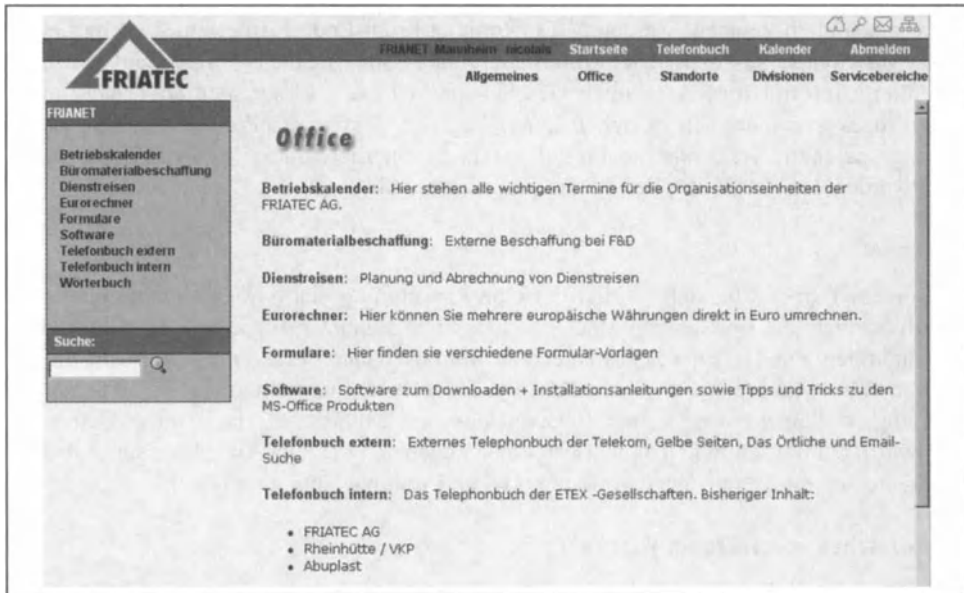 FRIANET Mannheim nicolais Startseite Telefonbuch Kalender Abmelden
FRIATEC
Allgemeines Office Standorte Divisionen Servicebereiche
FRIANET
Betriebskalender
Büromaterialbeschaffung
Dienstreisen
Eurorechner
Formulare
Software
Telefonbuch extern
Telefonbuch intern
Wörterbuch
Suche:
Office
Betriebskalender: Hier stehen alle wichtigen Termine für die Organisationseinheiten der
FRIATEC AG.
Büromaterialbeschaffung: Externe Beschaffung bei F&D
Dienstreisen: Planung und Abrechnung von Dienstreisen
Eurorechner: Hier können Sie mehrere europäische Währungen direkt in Euro umrechnen.
Formulare: Hier finden sie verschiedene Formular-Vorlagen
Software: Software zum Downloaden + Installationsanleitungen sowie Tipps und Tricks zu den
MS-Office Produkten
Telefonbuch extern: Externes Telephonbuch der Telekom, Gelbe Seiten, Das Örtliche und Email-
Suche
Telefonbuch intern: Das Telephonbuch der ETEX -Gesellschaften. Bisheriger Inhalt:
• FRIATEC AG
• Rheinhütte / VKP
• Abuplast